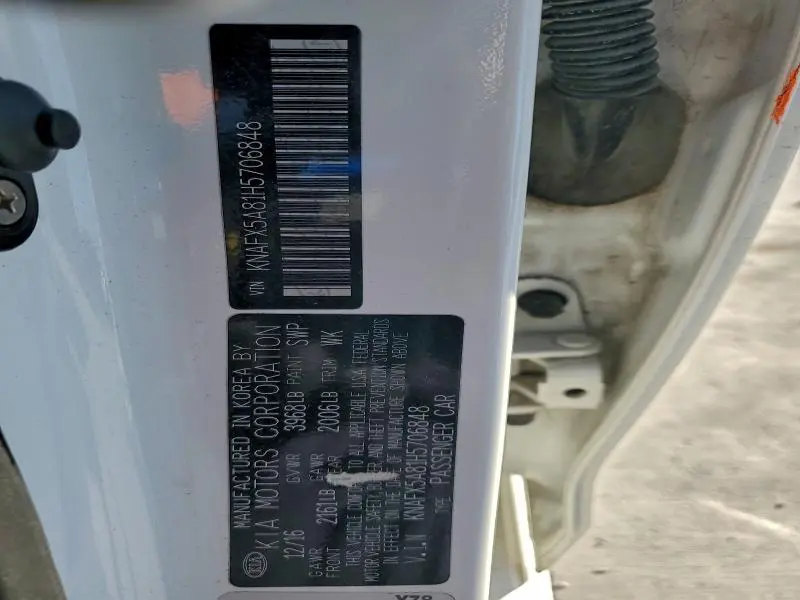 VIN KNAFX5A81H5706848
KIA MANUFACTURED IN KOREA BY
KIA MOTORS CORPORATION
12/16 GVWR 3968LB PAINT SWP
GAWR FRONT 2161LB GAWR REAR 2006LB TRIM WK
THIS VEHICLE CONFORMS TO ALL APPLICABLE U.S.A FEDERAL
MOTOR VEHICLE SAFETY, BUMPER AND THEFT PREVENTION STANDARDS
IN EFFECT ON THE DATE OF MANUFACTURE SHOWN ABOVE
V.I.N KNAFX5A81H5706848
TYPE PASSENGER CAR